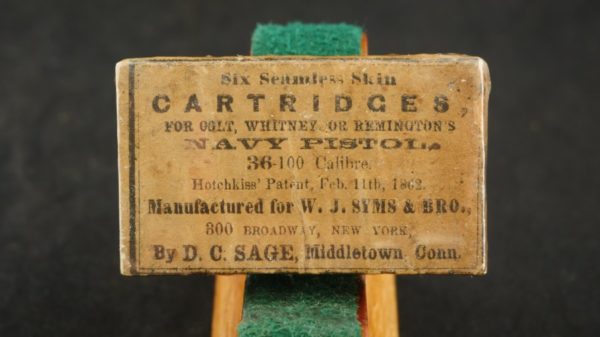 Six Seamless Skin
CARTRIDGES,
FOR COLT, WHITNEY OR REMINGTON'S
NAVY PISTOL,
36-100 Calibre.
Hotchkiss' Patent, Feb. 11th, 1862.
Manufactured for W. J. SYMS & BRO.,
300 BROADWAY, NEW YORK,
By D. C. SAGE, Middletown, Conn.